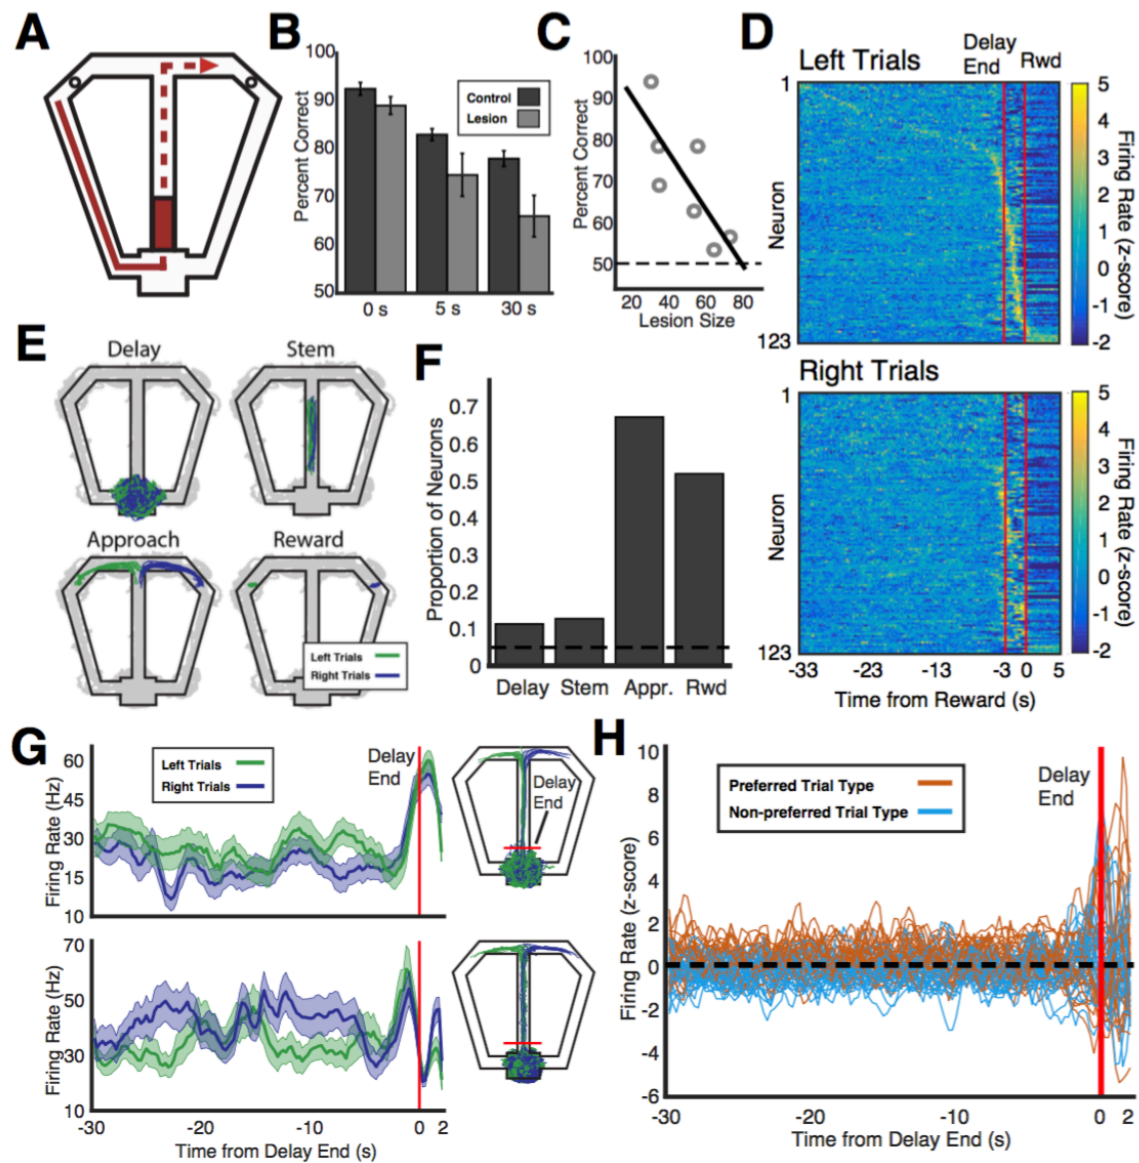 A
B
Percent Correct
100
90
80
70
60
50
Control
Lesion
0 s
5 s
30 s
C
Percent Correct
100
90
80
70
60
50
20
40
60
80
Lesion Size
D
Left Trials
Delay
End
Rwd
1
Neuron
123
5
4
3
2
1
0
-1
-2
Firing Rate (z-score)
Right Trials
1
Neuron
123
5
4
3
2
1
0
-1
-2
Firing Rate (z-score)
-33
-23
-13
-3
0
5
Time from Reward (s)
E
Delay
Stem
Approach
Reward
Left Trials
Right Trials
F
Proportion of Neurons
0.7
0.6
0.5
0.4
0.3
0.2
0.1
0
Delay
Stem
Appr.
Rwd
G
Firing Rate (Hz)
60
45
30
15
10
Left Trials
Right Trials
Delay
End
Delay
End
Firing Rate (Hz)
70
50
30
10
-30
-20
-10
0
2
Time from Delay End (s)
H
Firing Rate (z-score)
10
8
6
4
2
0
-2
-4
-6
Preferred Trial Type
Non-preferred Trial Type
Delay
End
-30
-20
-10
0
2
Time from Delay End (s)